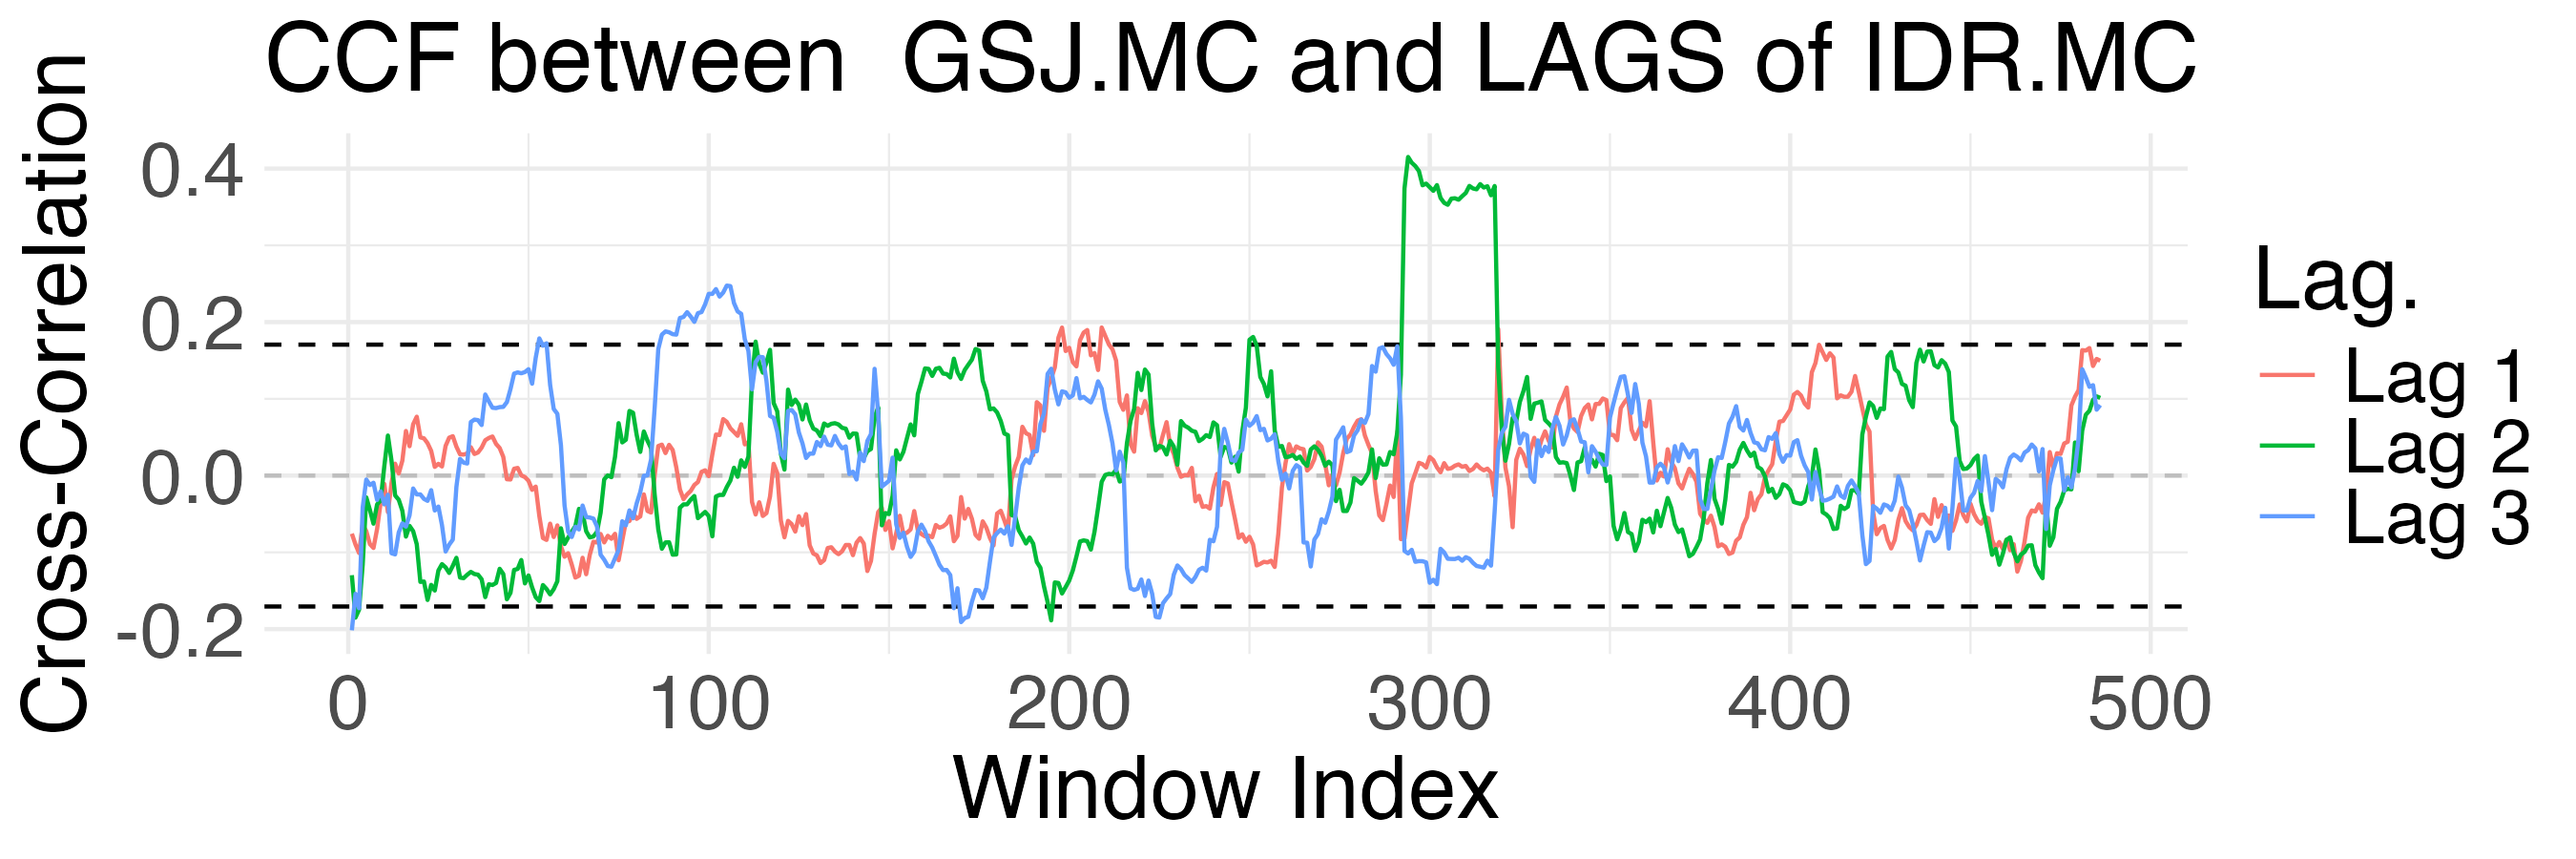 CCF between  GSJ.MC and LAGS of IDR.MC
Cross-Correlation
0.4
0.2
0.0
-0.2
0 100 200 300 400 500
Window Index
Lag.
Lag 1
Lag 2
Lag 3